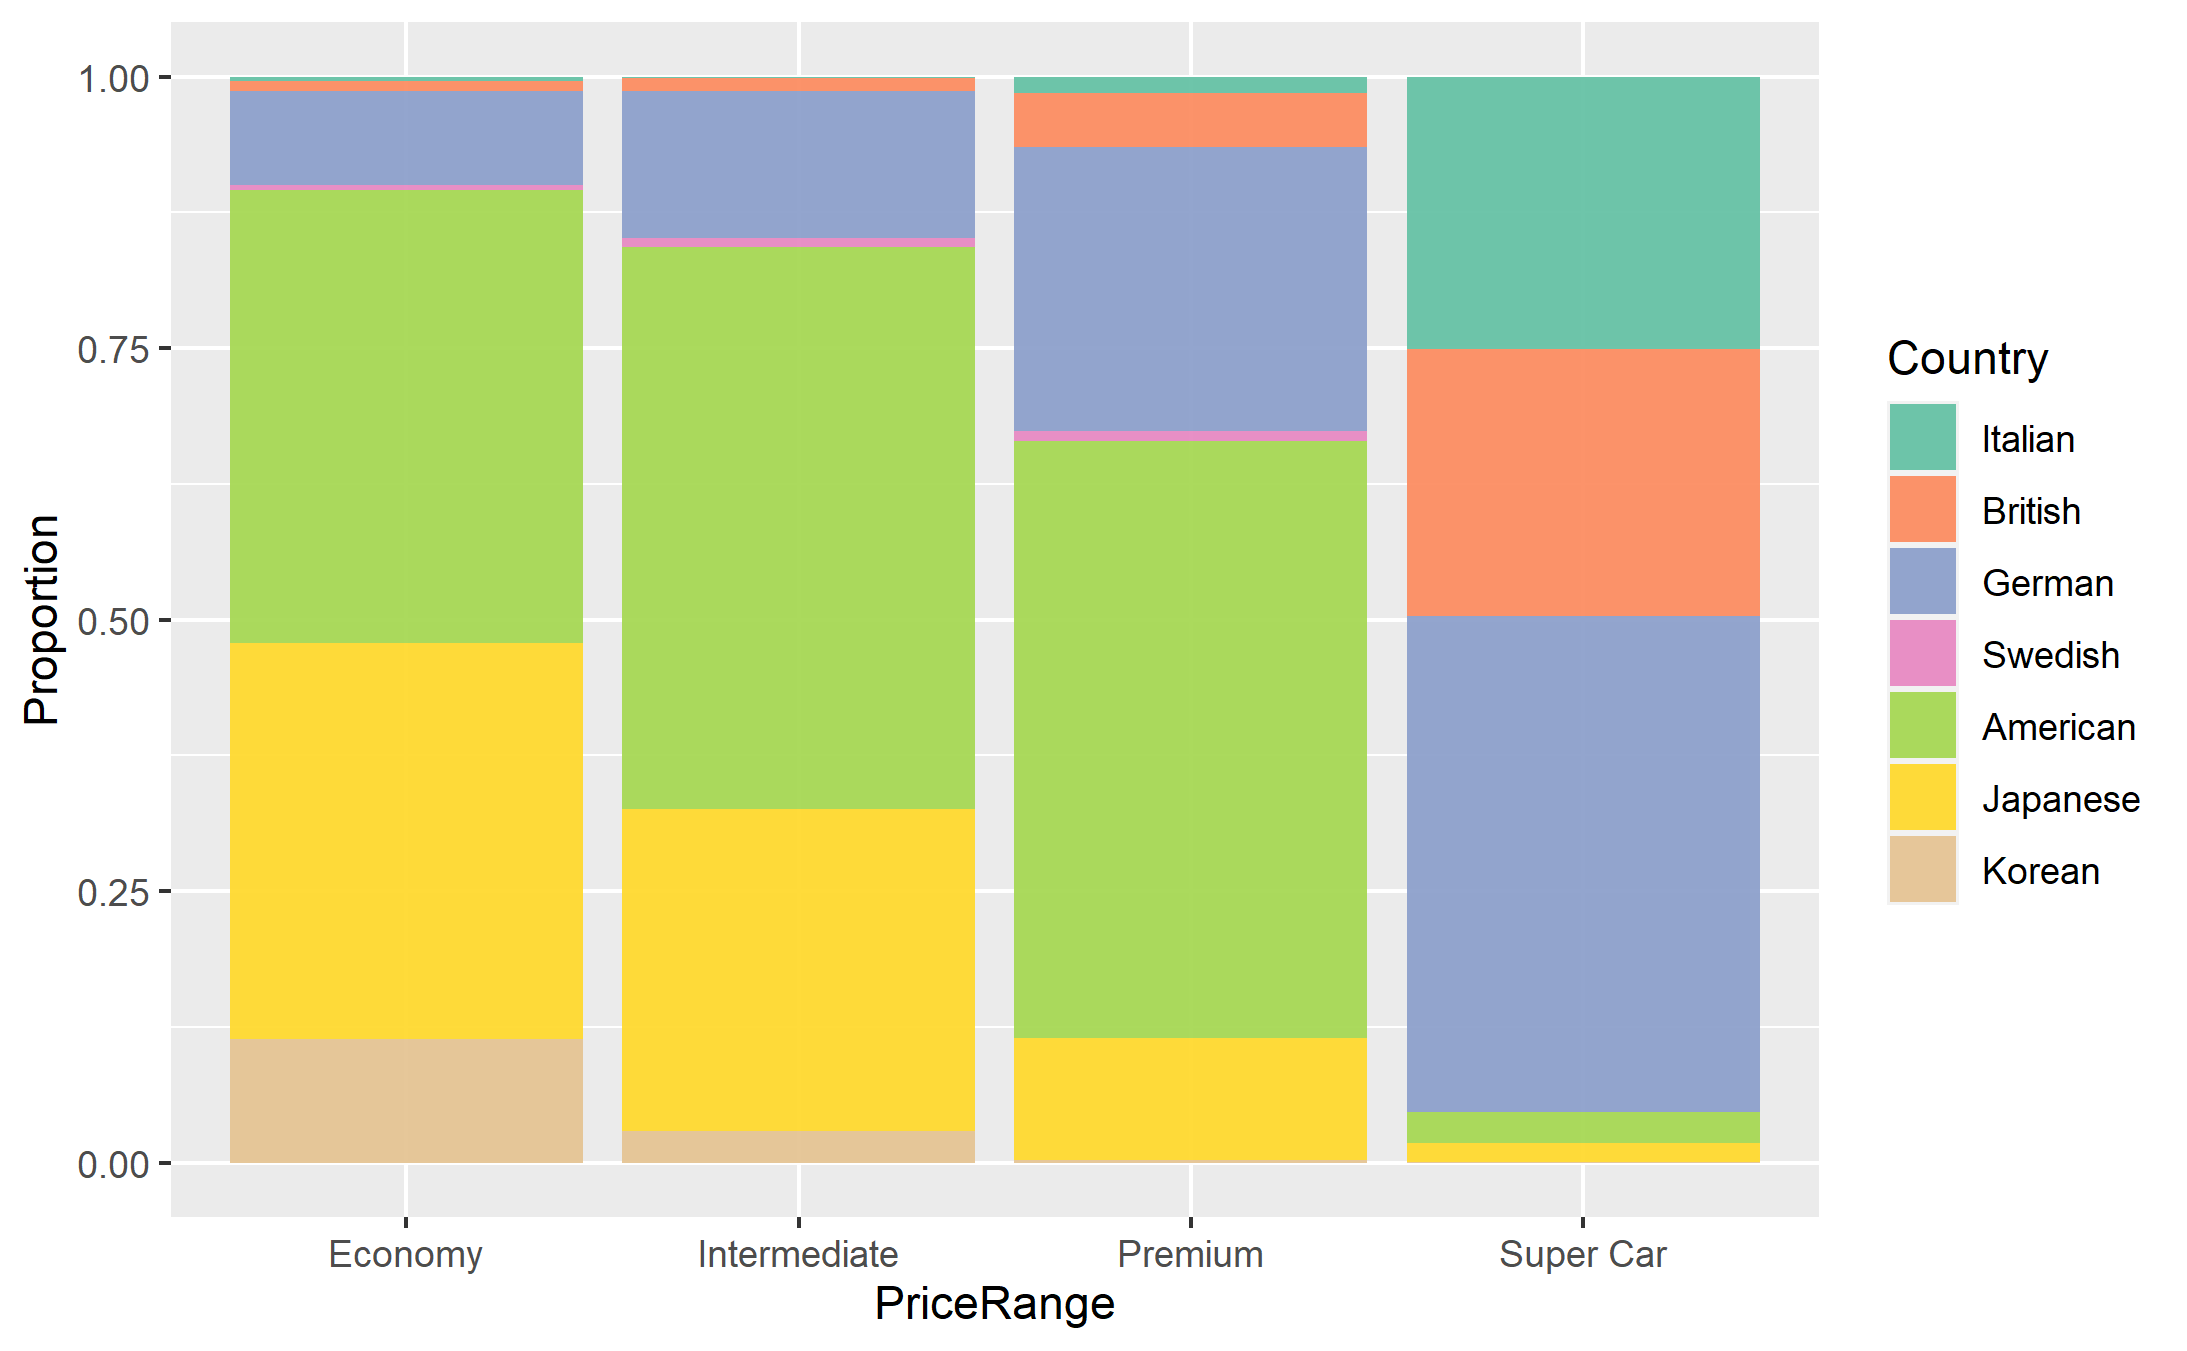 Proportion
1.00
0.75
0.50
0.25
0.00
Economy
Intermediate
Premium
Super Car
PriceRange
Country
Italian
British
German
Swedish
American
Japanese
Korean